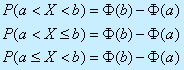 P(a < X < b) = Φ(b) − Φ(a)
P(a < X ≤ b) = Φ(b) − Φ(a)
P(a ≤ X < b) = Φ(b) − Φ(a)